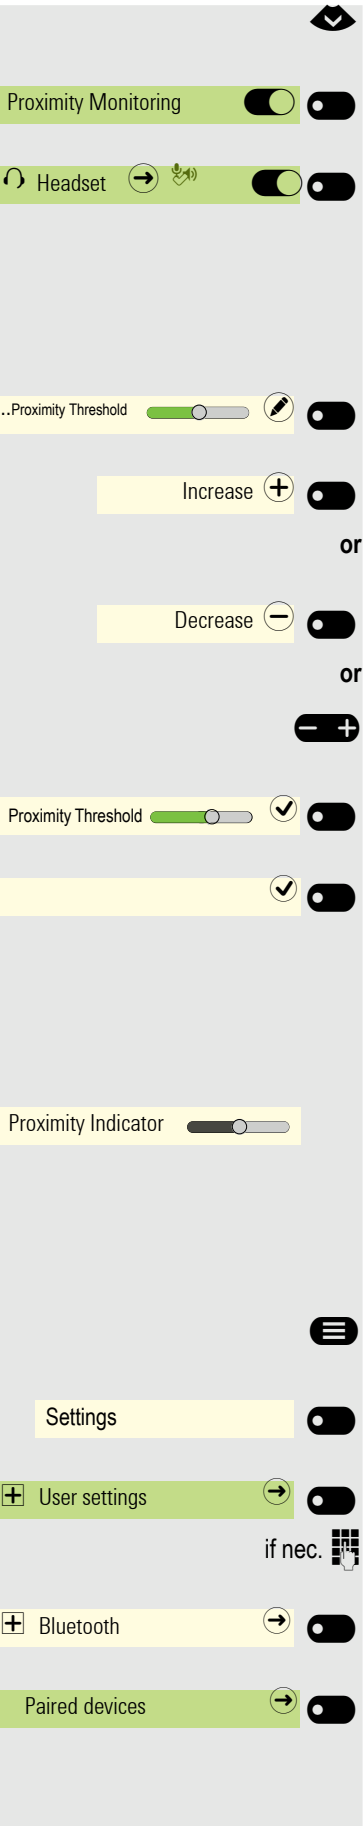 Proximity Monitoring
Headset
..Proximity Threshold
Increase
or
Decrease
or
Proximity Threshold
Proximity Indicator
Settings
User settings
if nec.
Bluetooth
Paired devices